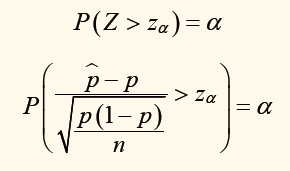 P(Z > z_α) = α
P( (p̂ − p) / √( p(1 − p) / n ) > z_α ) = α